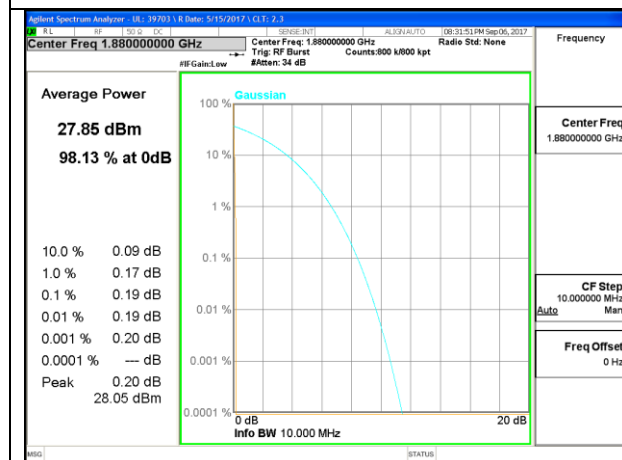 Agilent Spectrum Analyzer - UL: 39703 \ R.Date: 5/15/2017 \ CLT: 2.3
RL RF 50 Ω DC SENSE:INT ALIGN AUTO 08:31:51 PM Sep 06, 2017
Center Freq 1.880000000 GHz
Center Freq: 1.880000000 GHz Radio Std: None
Trig: RF Burst Counts:800 k/800 kpt
#IFGain:Low #Atten: 34 dB
Frequency
Average Power
27.85 dBm
98.13 % at 0dB
10.0 % 0.09 dB
1.0 % 0.17 dB
0.1 % 0.19 dB
0.01 % 0.19 dB
0.001 % 0.20 dB
0.0001 % --- dB
Peak 0.20 dB
28.05 dBm
Gaussian
100 %
10 %
1 %
0.1 %
0.01 %
0.001 %
0.0001 %
0 dB 20 dB
Info BW 10.000 MHz
Center Freq
1.880000000 GHz
CF Step
10.000000 MHz
Auto Man
Freq Offset
0 Hz
MSG STATUS